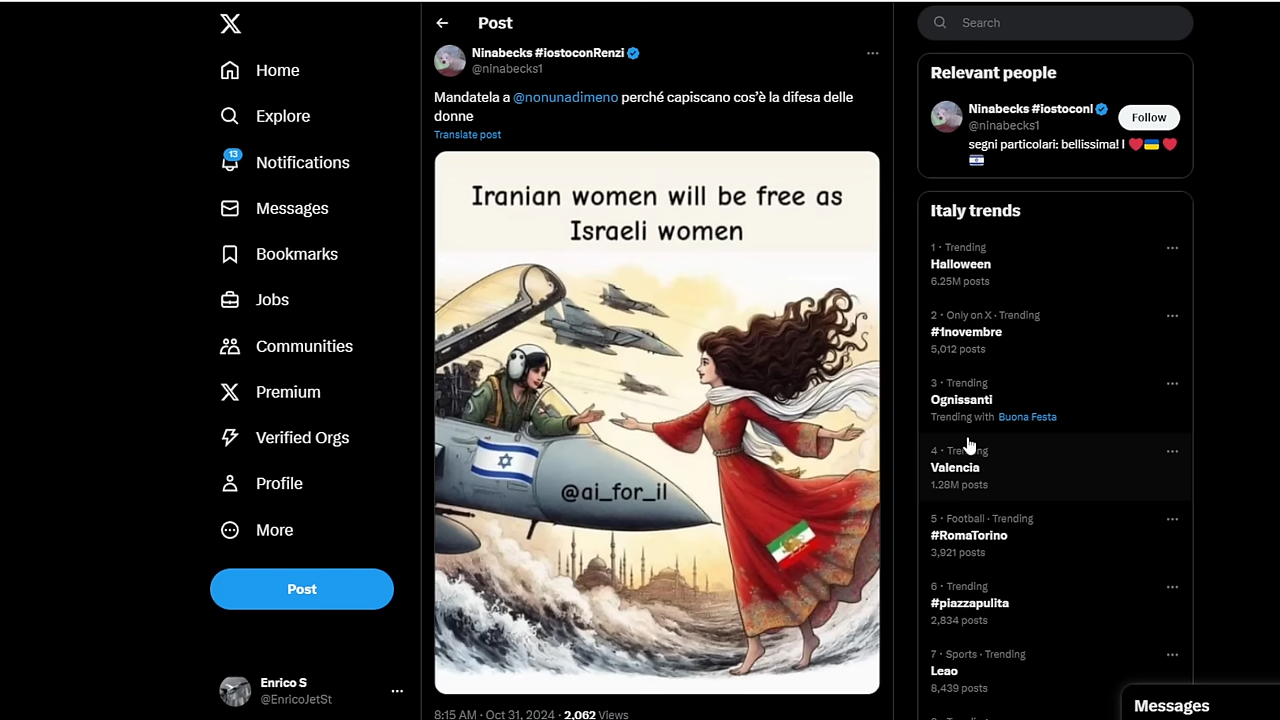 Home
Explore
13
Notifications
Messages
Bookmarks
Jobs
Communities
Premium
Verified Orgs
Profile
More
Post
Enrico S
@EnricoJetSt
Post
Ninabecks #iostoconRenzi
@ninabecks1
Mandatela a @nonunadimeno perché capiscano cos'è la difesa delle
donne
Translate post
Iranian women will be free as
Israeli women
@ai_for_il
8:15 AM · Oct 31, 2024 · 2,062 Views
Search
Relevant people
Ninabecks #iostoconI
@ninabecks1
Follow
segni particolari: bellissima! I
Italy trends
1 · Trending
Halloween
6.25M posts
2 · Only on X · Trending
#1novembre
5,012 posts
3 · Trending
Ognissanti
Trending with Buona Festa
4 · Trending
Valencia
1.28M posts
5 · Football · Trending
#RomaTorino
3,921 posts
6 · Trending
#piazzapulita
2,834 posts
7 · Sports · Trending
Leao
8,439 posts
Messages